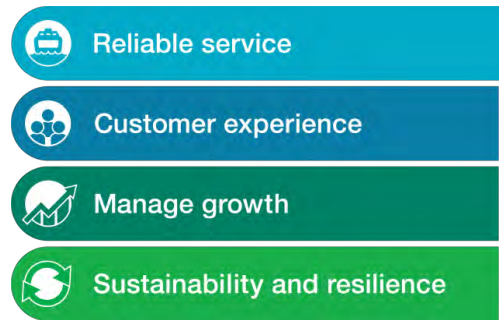 Reliable service
Customer experience
Manage growth
Sustainability and resilience